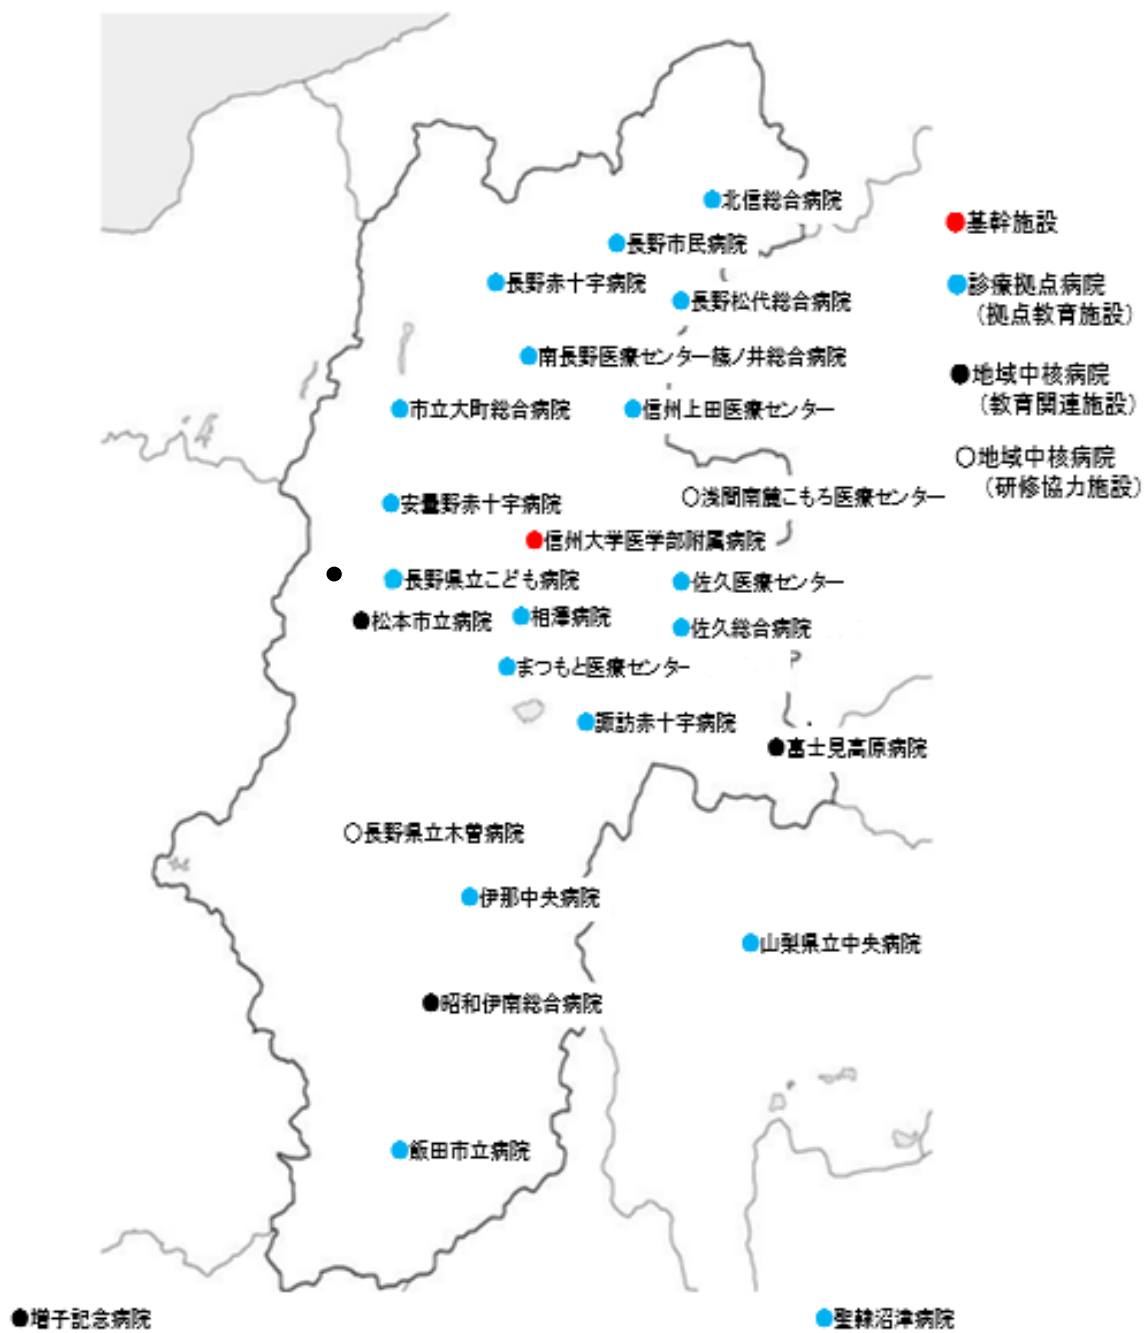 ●北信総合病院
●長野市民病院
●長野赤十字病院
●長野松代総合病院
●南長野医療センター篠ノ井総合病院
●市立大町総合病院
●信州上田医療センター
●安曇野赤十字病院
○浅間南麓こもろ医療センター
●信州大学医学部附属病院
●長野県立こども病院
●佐久医療センター
●松本市立病院
●相澤病院
●佐久総合病院
●まつもと医療センター
●諏訪赤十字病院
●富士見高原病院
○長野県立木曽病院
●伊那中央病院
●山梨県立中央病院
●昭和伊南総合病院
●飯田市立病院
●増子記念病院
●聖隷沼津病院
●基幹施設
●診療拠点病院
（拠点教育施設）
●地域中核病院
（教育関連施設）
○地域中核病院
（研修協力施設）